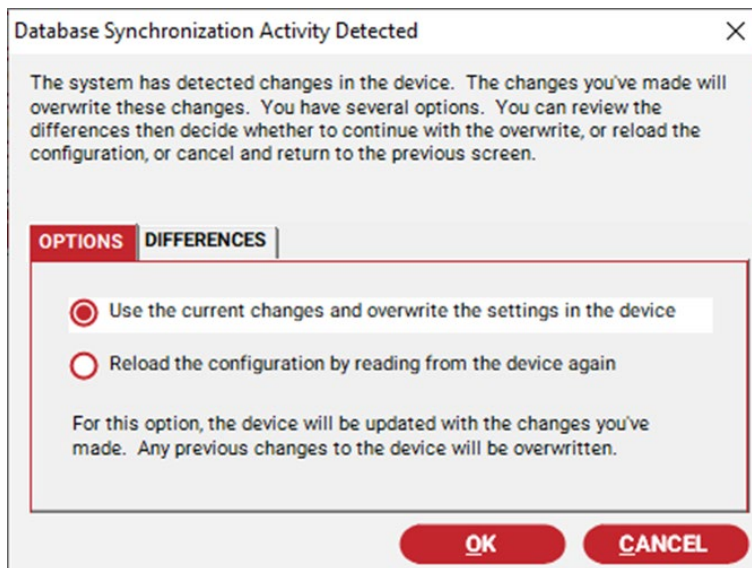 Database Synchronization Activity Detected
The system has detected changes in the device. The changes you've made will
overwrite these changes. You have several options. You can review the
differences then decide whether to continue with the overwrite, or reload the
configuration, or cancel and return to the previous screen.
OPTIONS DIFFERENCES
Use the current changes and overwrite the settings in the device
Reload the configuration by reading from the device again
For this option, the device will be updated with the changes you've
made. Any previous changes to the device will be overwritten.
OK CANCEL